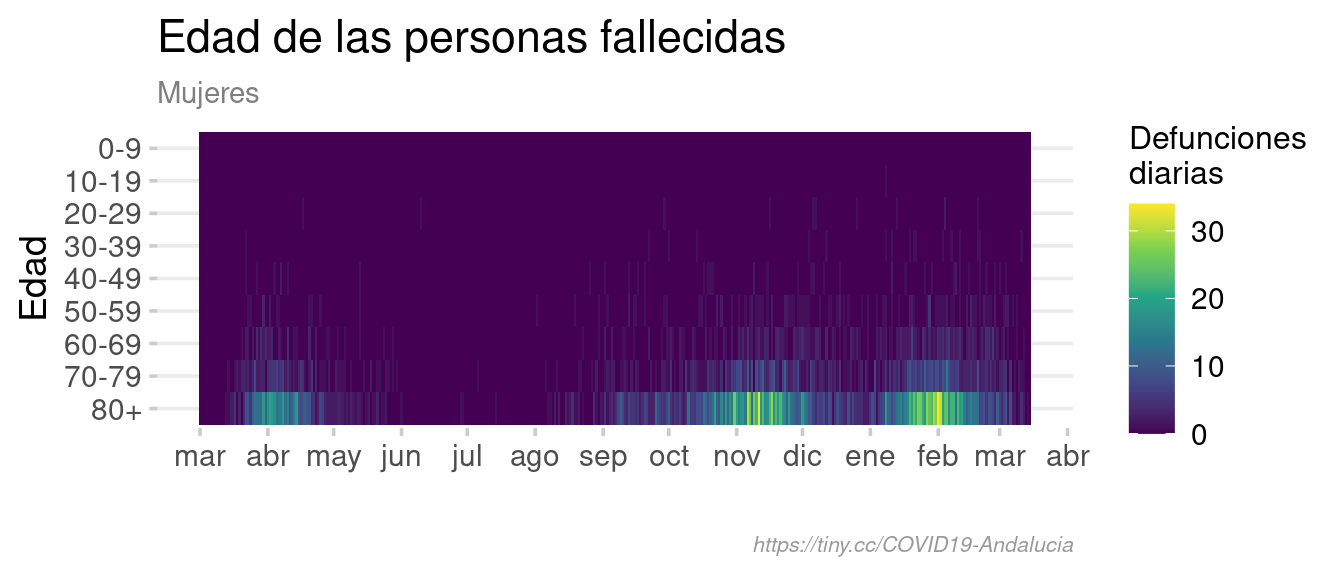 Edad de las personas fallecidas
Mujeres
Edad
0-9
10-19
20-29
30-39
40-49
50-59
60-69
70-79
80+
mar abr may jun jul ago sep oct nov dic ene feb mar abr
Defunciones
diarias
30
20
10
0
https://tiny.cc/COVID19-Andalucia